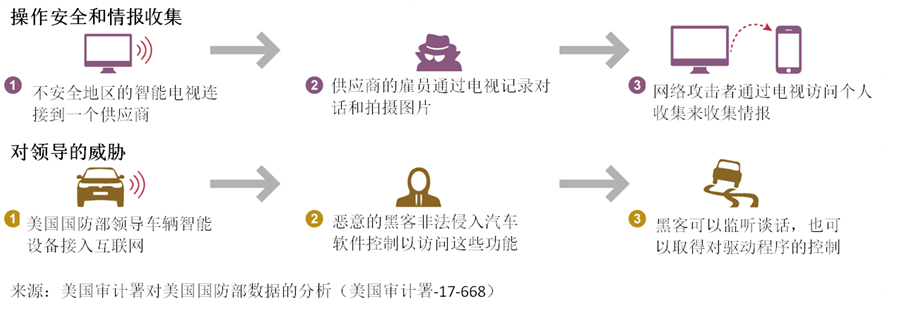 操作安全和情报收集
1 不安全地区的智能电视连
接到一个供应商
2 供应商的雇员通过电视记录对
话和拍摄图片
3 网络攻击者通过电视访问个人
收集来收集情报
对领导的威胁
1 美国国防部领导车辆智能
设备接入互联网
2 恶意的黑客非法侵入汽车
软件控制以访问这些功能
3 黑客可以监听谈话，也可
以取得对驱动程序的控制
来源：美国审计署对美国国防部数据的分析（美国审计署-17-668）